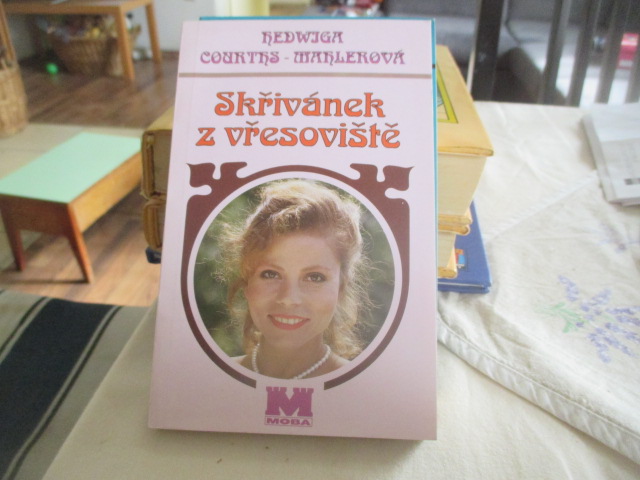 HEDWIGA
COURTHS - MAHLEROVÁ
Skřivánek
z vřesoviště
M
MOBA